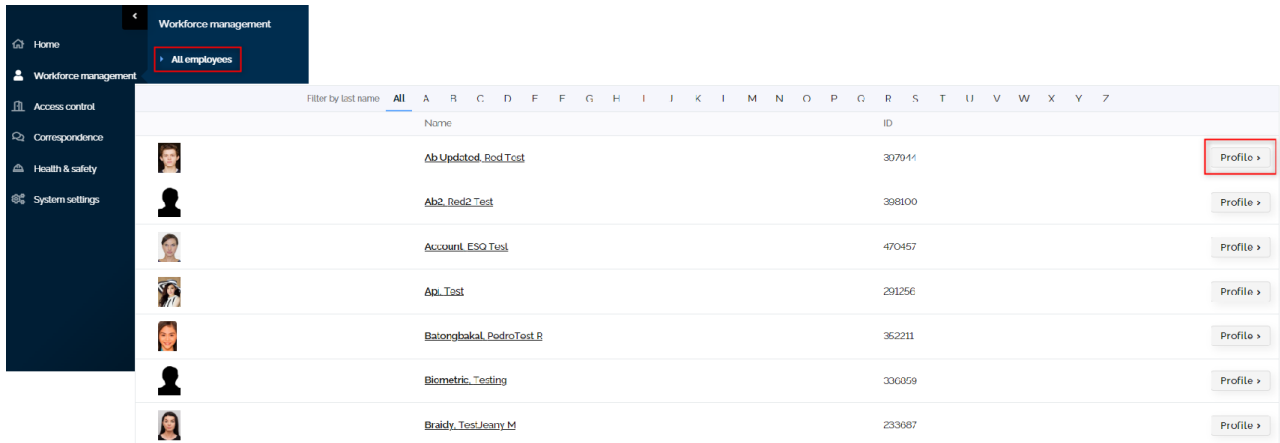 Workforce management
Home
All employees
Workforce management
Access control
Correspondence
Health & safety
System settings
Filter by last name All A B C D E F G H I J K L M N O P Q R S T U V W X Y Z
Name ID
Ab Updated, Red Test 307944 Profile ›
Ab2, Red2 Test 398100 Profile ›
Account, ESQ Test 470457 Profile ›
Api, Test 291256 Profile ›
Batongbakal, PedroTest R 352211 Profile ›
Biometric, Testing 336859 Profile ›
Braidy, TestJeany M 233687 Profile ›